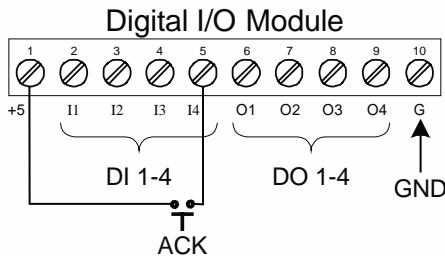 Digital I/O Module
1 2 3 4 5 6 7 8 9 10
+5 I1 I2 I3 I4 O1 O2 O3 O4 G
DI 1-4 DO 1-4
GND
ACK